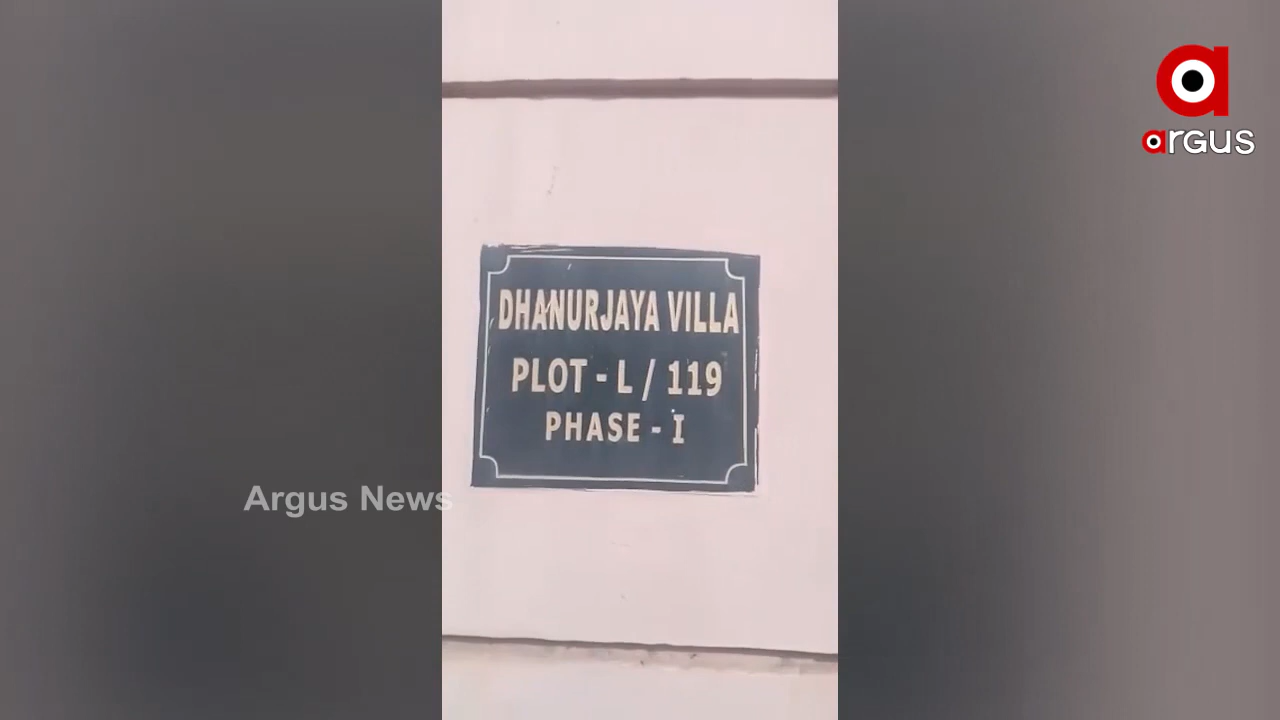 argus
DHANURJAYA VILLA
PLOT - L / 119
PHASE - I
Argus News